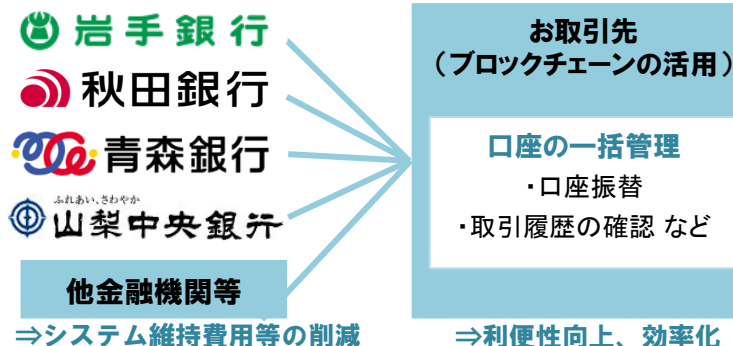 岩手銀行
秋田銀行
青森銀行
ふれあい、さわやか
山梨中央銀行
他金融機関等
⇒システム維持費用等の削減
お取引先
（ブロックチェーンの活用）
口座の一括管理
・口座振替
・取引履歴の確認 など
⇒利便性向上、効率化